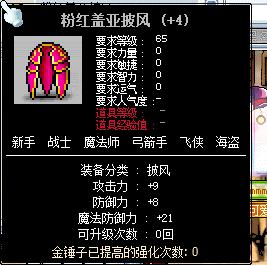 粉红盖亚披风 (+4)
要求等级 : 65
要求力量 : 0
要求敏捷 : 0
要求智力 : 0
要求运气 : 0
要求人气度 : -
道具等级 : -
道具经验值 : -
新手 战士 魔法师 弓箭手 飞侠 海盗
装备分类 : 披风
攻击力 : +9
防御力 : +8
魔法防御力 : +21
可升级次数 : 0回
金锤子已提高的强化次数: 0